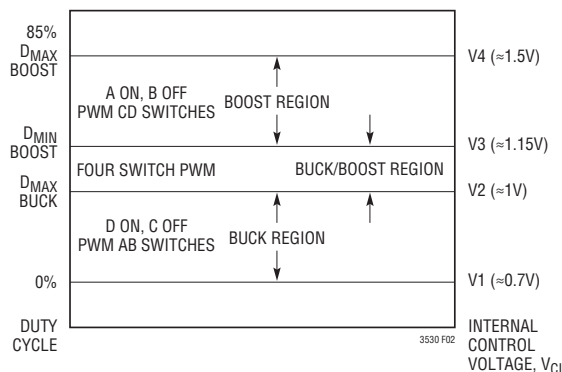 85%
DMAX
BOOST
V4 (≈1.5V)
A ON, B OFF
PWM CD SWITCHES
BOOST REGION
DMIN
BOOST
V3 (≈1.15V)
FOUR SWITCH PWM
BUCK/BOOST REGION
DMAX
BUCK
V2 (≈1V)
D ON, C OFF
PWM AB SWITCHES
BUCK REGION
0%
V1 (≈0.7V)
DUTY
CYCLE
3530 F02
INTERNAL
CONTROL
VOLTAGE, VCI